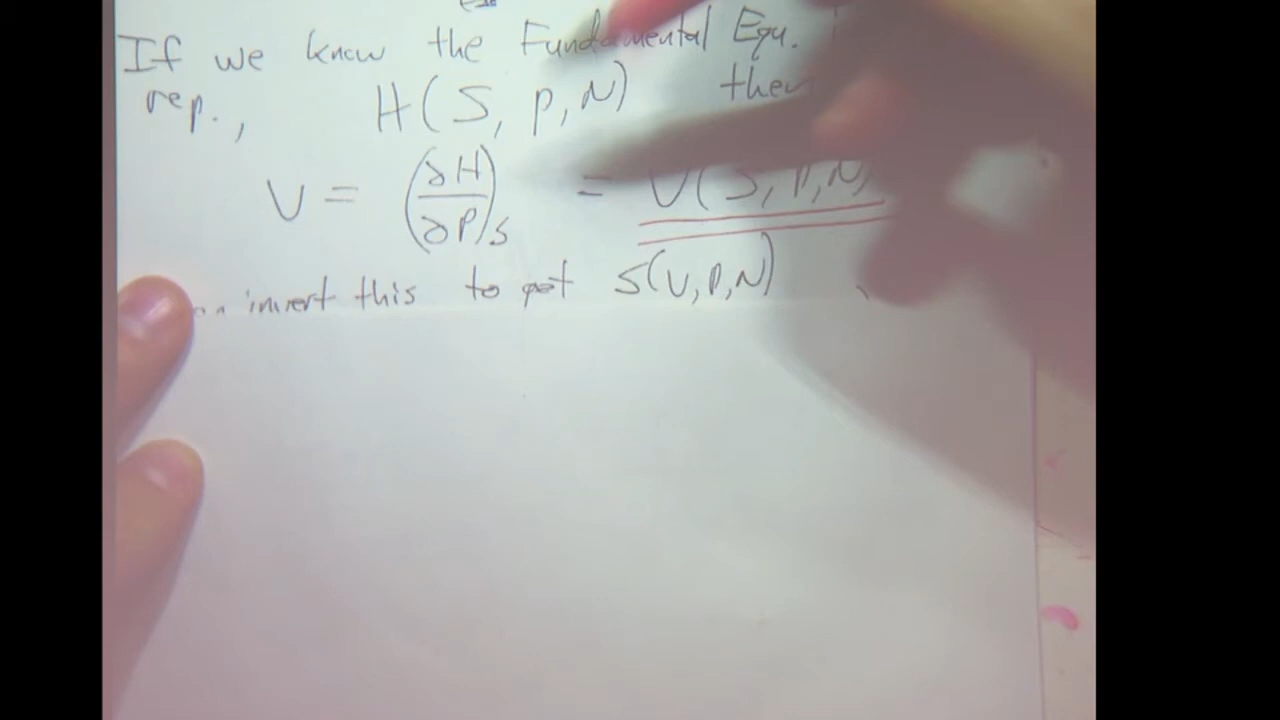 If we know the Fundamental Equ.
rep., H(S, P, N) then
V = (∂H/∂P)_S = V(S, P, N)
invert this to get S(V, P, N)